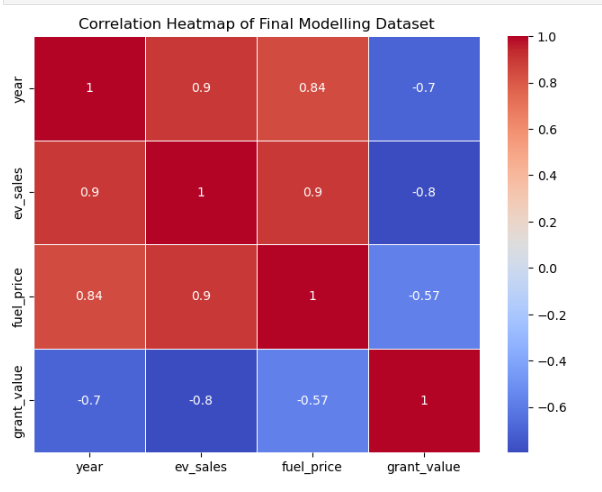 Correlation Heatmap of Final Modelling Dataset
year 1 0.9 0.84 -0.7
ev_sales 0.9 1 0.9 -0.8
fuel_price 0.84 0.9 1 -0.57
grant_value -0.7 -0.8 -0.57 1
year ev_sales fuel_price grant_value
1.0
0.8
0.6
0.4
0.2
0.0
−0.2
−0.4
−0.6